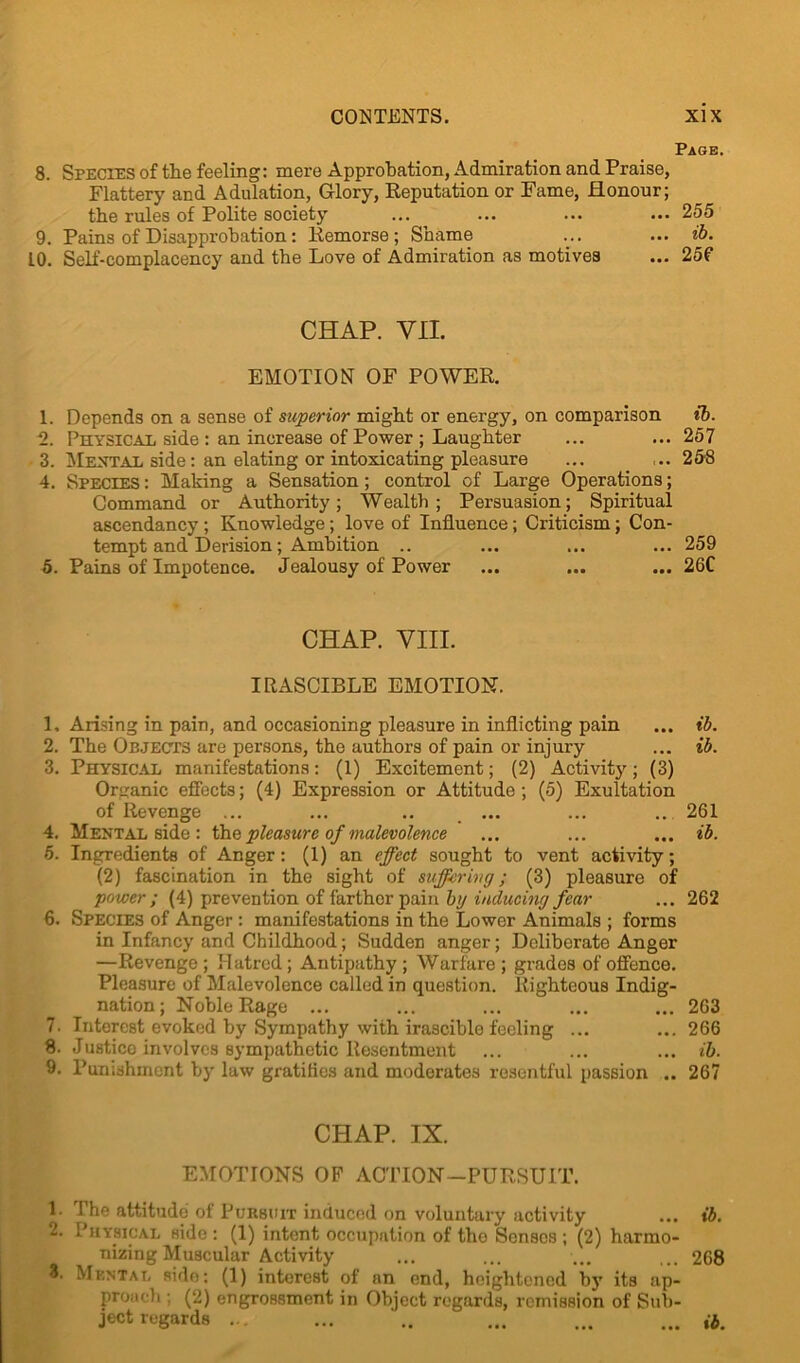 CONTENTS. xix
PAGE.
8. SPECIES of the feeling: mere Approbation, Admiration and Praise,
Flattery and Adulation, Glory, Reputation or Fame, Honour;
the rules of Polite society ... ... ... ... 255
9. Pains of Disapprobation: Remorse; Shame ... ... ib.
10. Self-complacency and the Love of Admiration as motives ... 256
CHAP. VII.
EMOTION OF POWER.
1. Depends on a sense of superior might or energy, on comparison ib.
2. PHYSICAL side : an increase of Power ; Laughter ... ... 257
3. MENTAL side: an elating or intoxicating pleasure ... ... 258
4. SPECIES: Making a Sensation; control of Large Operations;
Command or Authority; Wealth; Persuasion; Spiritual
ascendancy; Knowledge; love of Influence; Criticism; Con-
tempt and Derision; Ambition .. ... ... ... 259
5. Pains of Impotence. Jealousy of Power ... ... ... 260
CHAP. VIII.
IRASCIBLE EMOTION.
1. Arising in pain, and occasioning pleasure in inflicting pain ... ib.
2. The OBJECTS are persons, the authors of pain or injury ... ib.
3. PHYSICAL manifestations: (1) Excitement; (2) Activity; (3)
Organic effects; (4) Expression or Attitude; (5) Exultation
of Revenge ... ... .. ... ... .. 261
4. MENTAL side : the pleasure of malevolence ... ... ... ib.
5. Ingredients of Anger: (1) an effect sought to vent activity;
(2) fascination in the sight of suffering; (3) pleasure of
power; (4) prevention of farther pain by inducing fear ... 262
6. SPECIES of Anger: manifestations in the Lower Animals ; forms
in Infancy and Childhood; Sudden anger; Deliberate Anger
—Revenge ; Hatred; Antipathy; Warfare ; grades of offence.
Pleasure of Malevolence called in question. Righteous Indig-
nation; Noble Rage ... ... ... ... ... 263
7. Interest evoked by Sympathy with irascible feeling ... ... 266
8. Justice involves sympathetic Resentment ... ... ... ib.
9. Punishment by law gratifies and moderates resentful passion .. 267
CHAP. IX.
EMOTIONS OF ACTION—PURSUIT.
1. The attitude of PURSUIT induced on voluntary activity ... ib.
2. PHYSICAL side : (1) intent occupation of the Senses ; (2) harmo-
nizing Muscular Activity ... ... ... ... 268
3. MENTAL side: (1) interest of an end, heightened by its ap-
proach ; (2) engrossment in Object regards, remission of Sub-
ject regards ... ... .. ... ... ... ib.